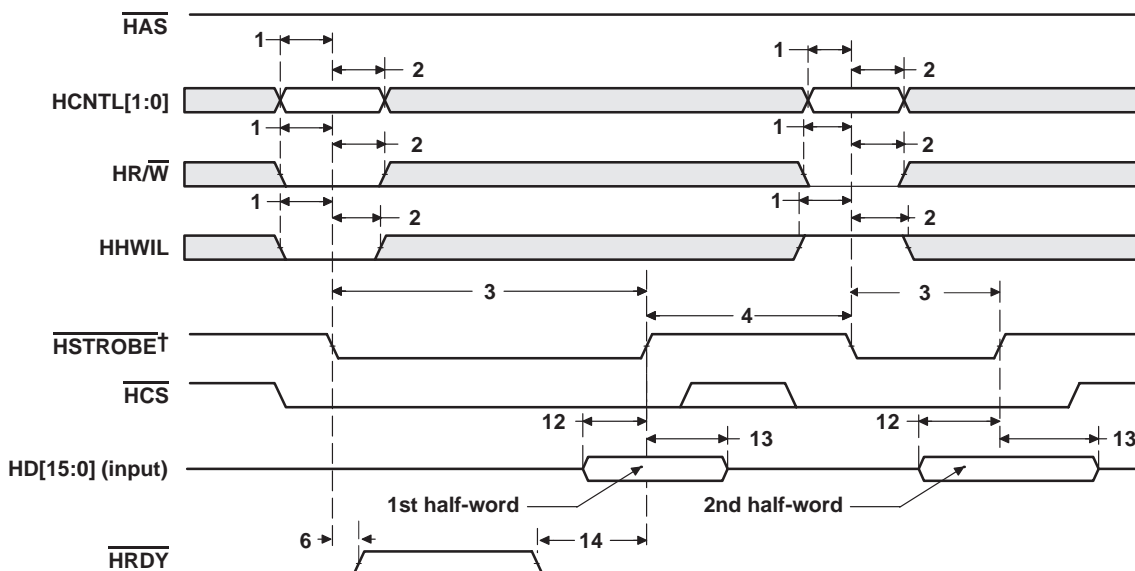 HAS
1
1
2
2
HCNTL[1:0]
1
1
2
2
HR/W
1
1
2
2
HHWIL
3
3
4
HSTROBE†
HCS
12
12
13
13
HD[15:0] (input)
1st half-word
2nd half-word
6
14
HRDY